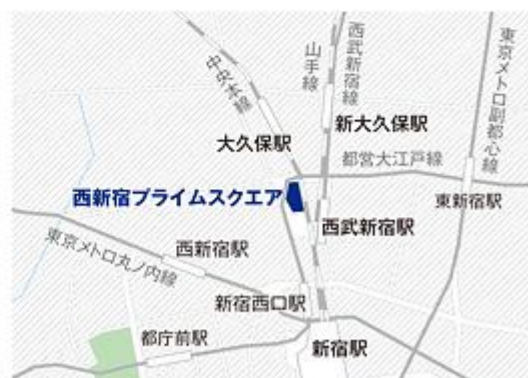 中央本線
山手線
西武新宿線
東京メトロ副都心線
大久保駅
新大久保駅
都営大江戸線
西新宿プライムスクエア
東新宿駅
西武新宿駅
東京メトロ丸ノ内線
西新宿駅
新宿西口駅
都庁前駅
新宿駅